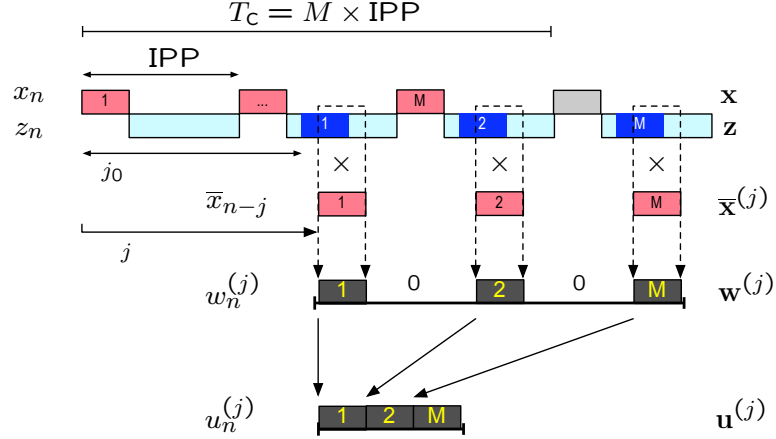 T_C = M × IPP
IPP
x_n 1 ... M 𝐱
z_n 1 2 M 𝐳
j_0 × × ×
x̅_{n−j} 1 2 M 𝐱̅^{(j)}
j
w_n^{(j)} 1 0 2 0 M 𝐰^{(j)}
u_n^{(j)} 1 2 M 𝐮^{(j)}